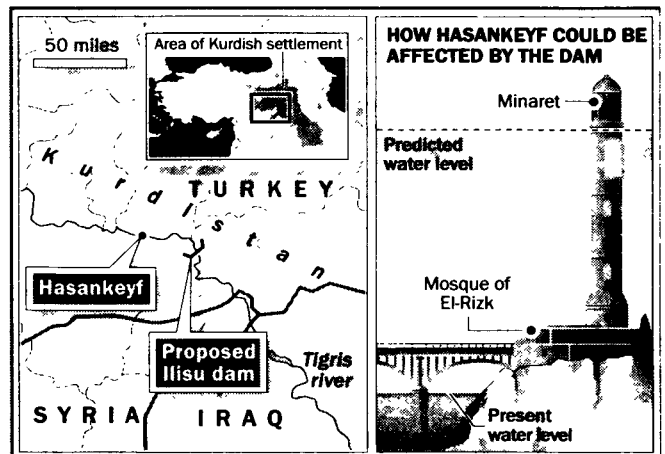 50 miles
Area of Kurdish settlement
Kurdistan
TURKEY
Hasankeyf
Proposed
Ilisu dam
Tigris
river
SYRIA
IRAQ
HOW HASANKEYF COULD BE
AFFECTED BY THE DAM
Minaret
Predicted
water level
Mosque of
El-Rizk
Present
water level